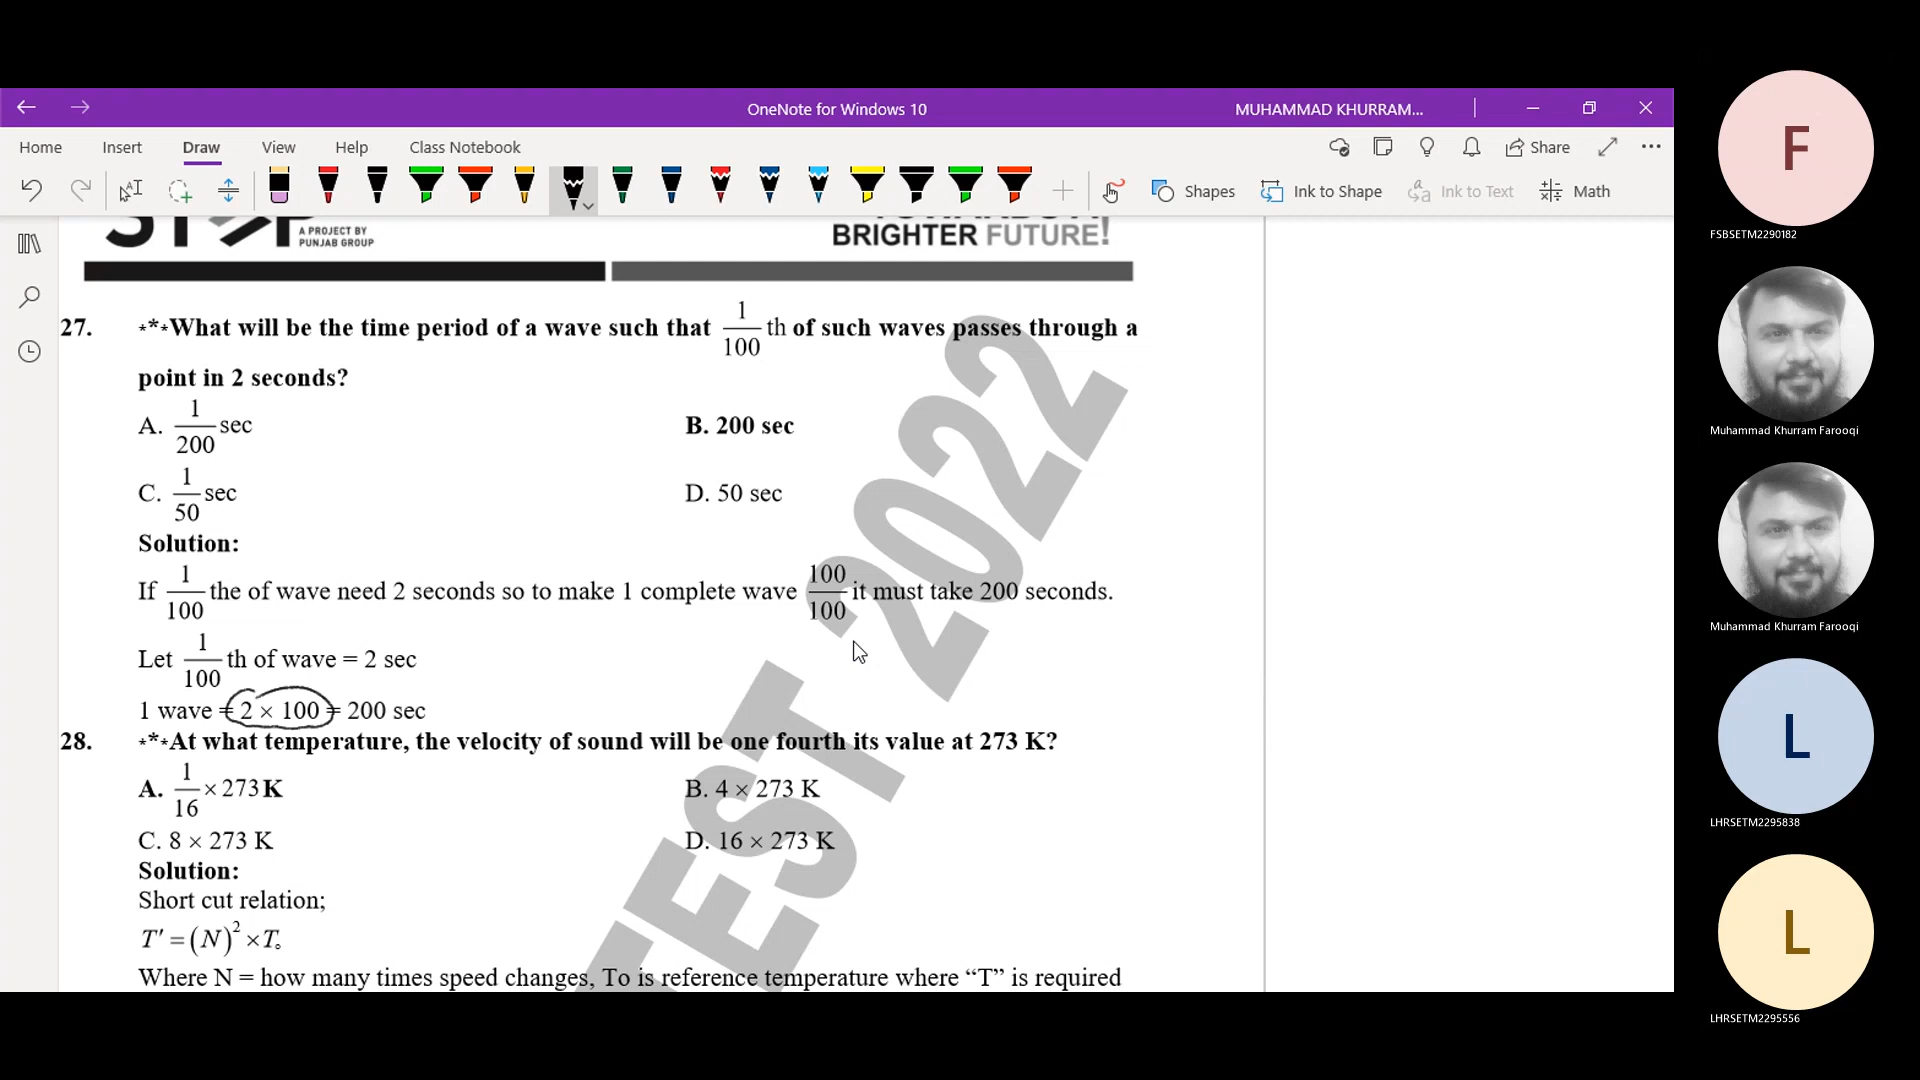 OneNote for Windows 10
MUHAMMAD KHURRAM...
Home Insert Draw View Help Class Notebook
Share
Shapes Ink to Shape Ink to Text Math
A PROJECT BY
PUNJAB GROUP
BRIGHTER FUTURE!
27. ***What will be the time period of a wave such that 1/100 th of such waves passes through a
point in 2 seconds?
A. 1/200 sec B. 200 sec
C. 1/50 sec D. 50 sec
Solution:
If 1/100 the of wave need 2 seconds so to make 1 complete wave 100/100 it must take 200 seconds.
Let 1/100 th of wave = 2 sec
1 wave = 2 × 100 = 200 sec
28. ***At what temperature, the velocity of sound will be one fourth its value at 273 K?
A. 1/16 × 273 K B. 4 × 273 K
C. 8 × 273 K D. 16 × 273 K
Solution:
Short cut relation;
T′ = (N)² × T∘
Where N = how many times speed changes, To is reference temperature where “T” is required
TEST 2022
F
FSBSETM2290182
Muhammad Khurram Farooqi
Muhammad Khurram Farooqi
L
LHRSETM2295838
L
LHRSETM2295556